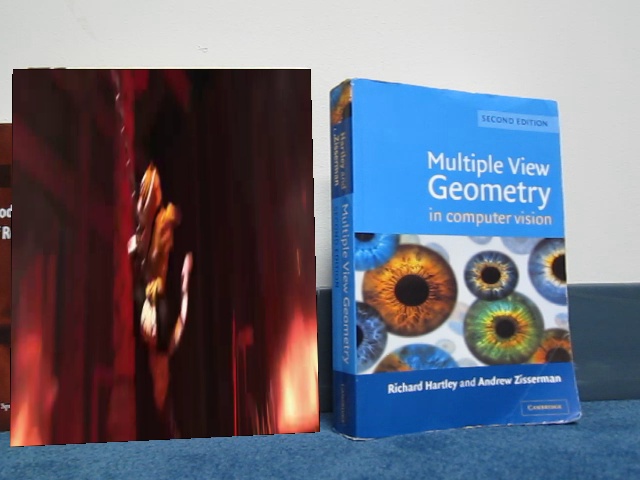 SECOND EDITION
Multiple View
Geometry
in computer vision
Richard Hartley and Andrew Zisserman
CAMBRIDGE
Hartley and
Zisserman
Multiple View Geometry